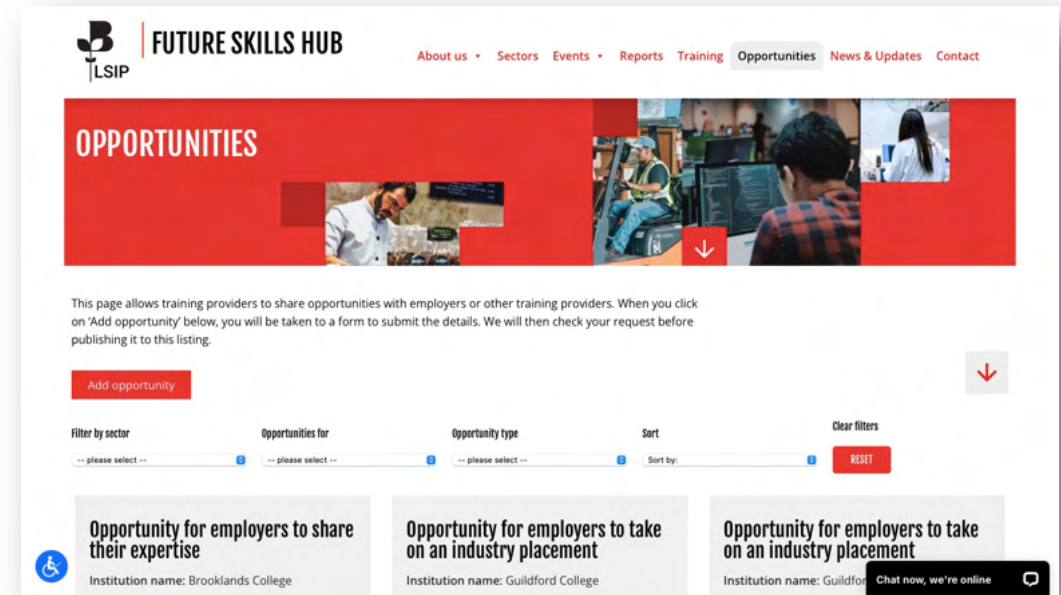 LSIP
FUTURE SKILLS HUB
About us Sectors Events Reports Training Opportunities News & Updates Contact
OPPORTUNITIES
This page allows training providers to share opportunities with employers or other training providers. When you click
on ‘Add opportunity’ below, you will be taken to a form to submit the details. We will then check your request before
publishing it to this listing.
Add opportunity
Filter by sector Opportunities for Opportunity type Sort Clear filters
-- please select -- -- please select -- -- please select -- Sort by: RESET
Opportunity for employers to share
their expertise
Institution name: Brooklands College
Opportunity for employers to take
on an industry placement
Institution name: Guildford College
Opportunity for employers to take
on an industry placement
Institution name:
Chat now, we're online